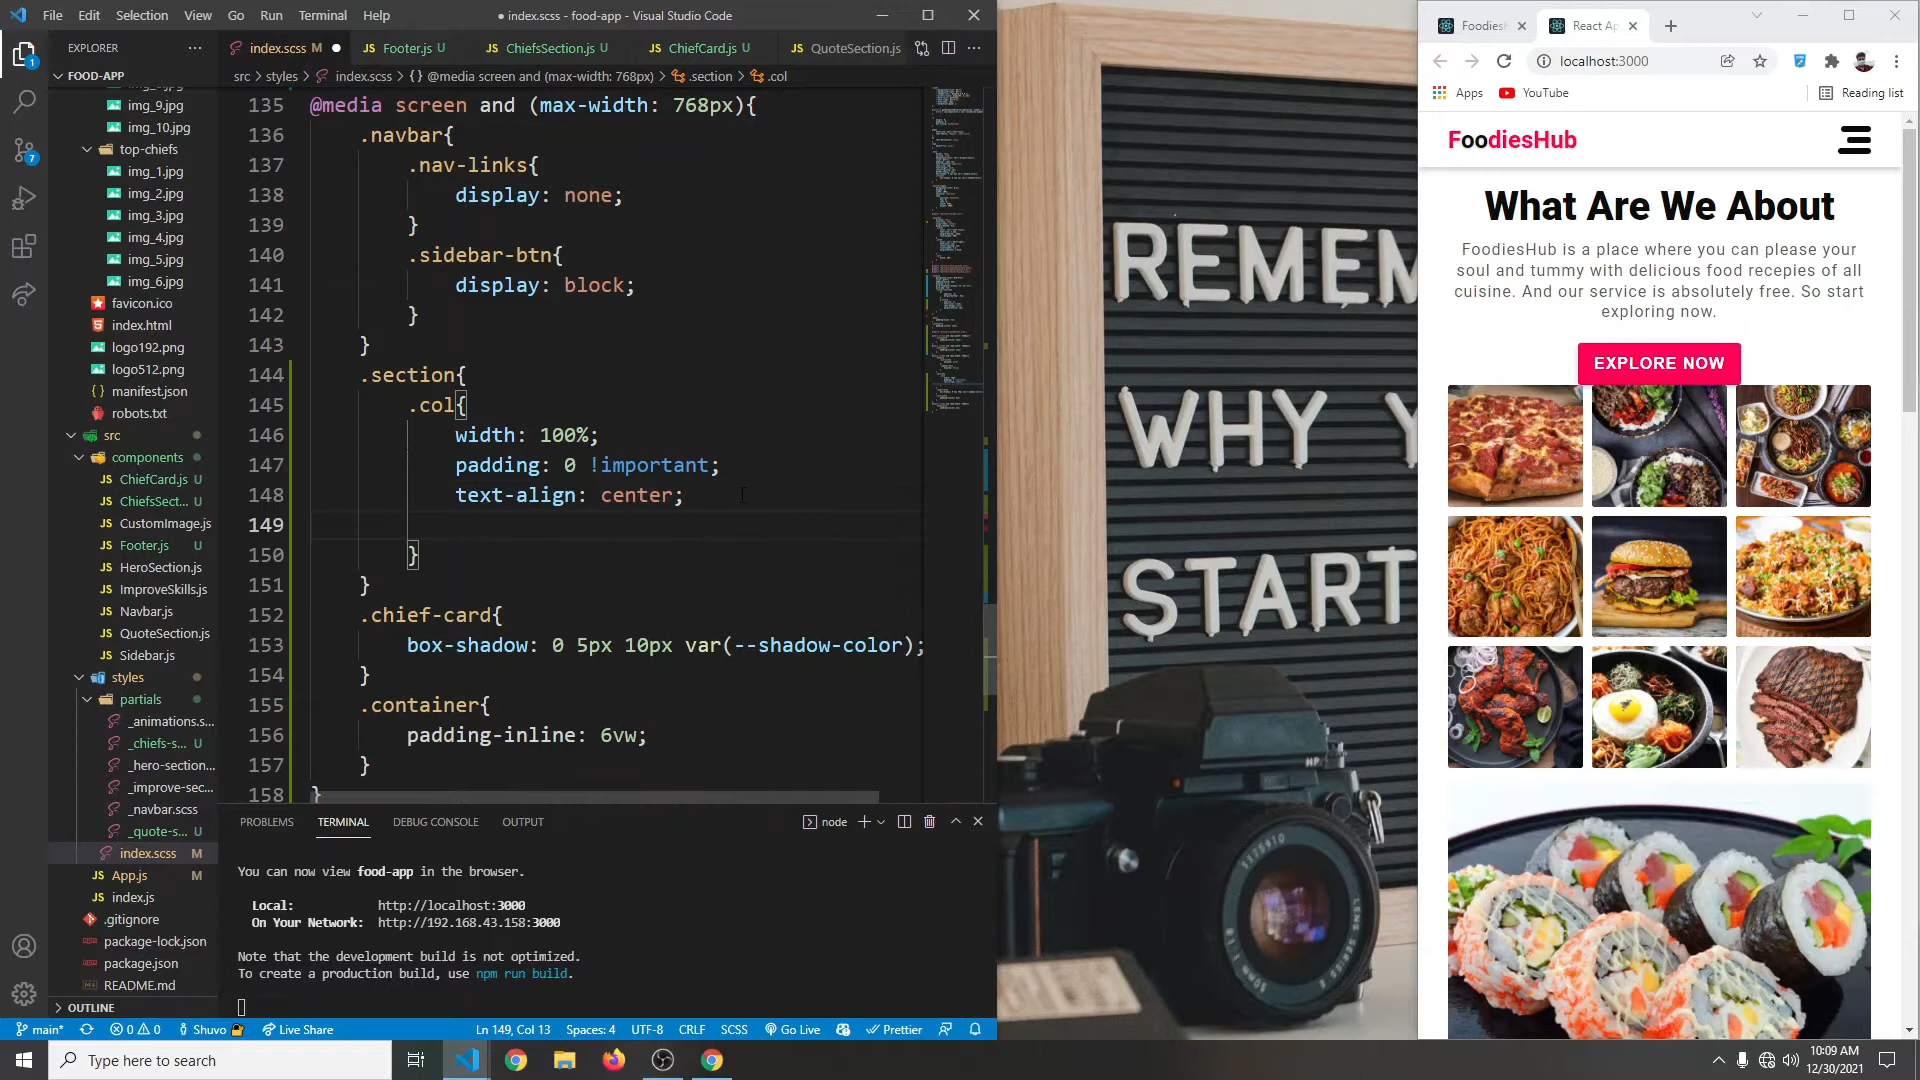 File Edit Selection View Go Run Terminal Help
● index.scss - food-app - Visual Studio Code
EXPLORER
FOOD-APP
img_9.jpg
img_10.jpg
top-chiefs
img_1.jpg
img_2.jpg
img_3.jpg
img_4.jpg
img_5.jpg
img_6.jpg
favicon.ico
index.html
logo192.png
logo512.png
manifest.json
robots.txt
src
components
ChiefCard.js U
ChiefsSect... U
CustomImage.js
Footer.js U
HeroSection.js
ImproveSkills.js
Navbar.js
QuoteSection.js
Sidebar.js
styles
partials
_animations.s...
_chiefs-s... U
_hero-section...
_improve-sec...
_navbar.scss
_quote-s... U
index.scss M
App.js M
index.js
.gitignore
package-lock.json
package.json
README.md
OUTLINE
index.scss M
JS Footer.js U
JS ChiefsSection.js U
JS ChiefCard.js U
JS QuoteSection.js
src > styles > index.scss > {} @media screen and (max-width: 768px) > .section > .col
135 @media screen and (max-width: 768px){
136 .navbar{
137 .nav-links{
138 display: none;
139 }
140 .sidebar-btn{
141 display: block;
142 }
143 }
144 .section{
145 .col{
146 width: 100%;
147 padding: 0 !important;
148 text-align: center;
149
150 }
151 }
152 .chief-card{
153 box-shadow: 0 5px 10px var(--shadow-color);
154 }
155 .container{
156 padding-inline: 6vw;
157 }
158 }
PROBLEMS TERMINAL DEBUG CONSOLE OUTPUT
node
You can now view food-app in the browser.
Local: http://localhost:3000
On Your Network: http://192.168.43.158:3000
Note that the development build is not optimized.
To create a production build, use npm run build.
main* 0 0 Shuvo Live Share
Ln 149, Col 13 Spaces: 4 UTF-8 CRLF SCSS Go Live Prettier
REMEM
WHY Y
START
Foodies
React Ap
localhost:3000
Apps YouTube Reading list
FoodiesHub
What Are We About
FoodiesHub is a place where you can please your
soul and tummy with delicious food recepies of all
cuisine. And our service is absolutely free. So start
exploring now.
EXPLORE NOW
Type here to search
10:09 AM
12/30/2021